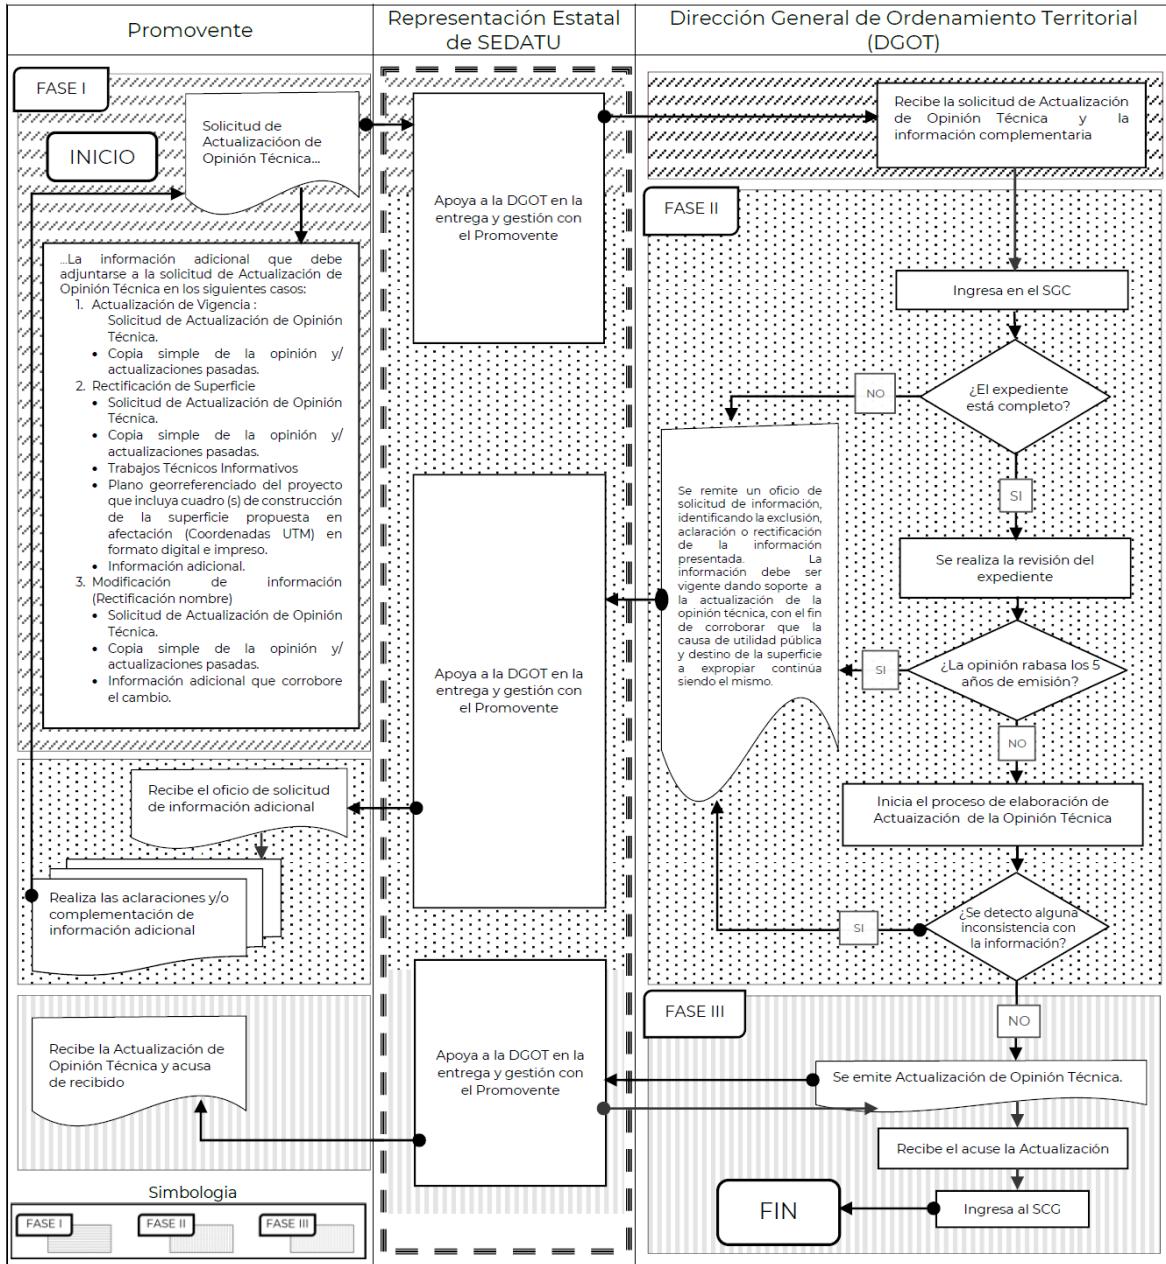 Promovente
Representación Estatal
de SEDATU
Dirección General de Ordenamiento Territorial
(DGOT)
FASE I
INICIO
Solicitud de
Actualizacióon de
Opinión Técnica...
...La información adicional que debe
adjuntarse a la solicitud de Actualización de
Opinión Técnica en los siguientes casos:
1. Actualización de Vigencia :
Solicitud de Actualización de Opinión
Técnica.
• Copia simple de la opinión y/
actualizaciones pasadas.
2. Rectificación de Superficie
• Solicitud de Actualización de Opinión
Técnica.
• Copia simple de la opinión y/
actualizaciones pasadas.
• Trabajos Técnicos Informativos
• Plano georreferenciado del proyecto
que incluya cuadro (s) de construcción
de la superficie propuesta en
afectación (Coordenadas UTM) en
formato digital e impreso.
• Información adicional.
3. Modificación de información
(Rectificación nombre)
• Solicitud de Actualización de Opinión
Técnica.
• Copia simple de la opinión y/
actualizaciones pasadas.
• Información adicional que corrobore
el cambio.
Recibe el oficio de solicitud
de información adicional
Realiza las aclaraciones y/o
complementación de
información adicional
Recibe la Actualización de
Opinión Técnica y acusa
de recibido
Apoya a la DGOT en la
entrega y gestión con
el Promovente
Apoya a la DGOT en la
entrega y gestión con
el Promovente
Apoya a la DGOT en la
entrega y gestión con
el Promovente
Recibe la solicitud de Actualización
de Opinión Técnica y la
información complementaria
FASE II
Ingresa en el SGC
¿El expediente
está completo?
NO
SI
Se remite un oficio de
solicitud de información,
identificando la exclusión,
aclaración o rectificación
de la información
presentada. La
información debe ser
vigente dando soporte a
la actualización de la
opinión técnica, con el fin
de corroborar que la
causa de utilidad pública
y destino de la superficie
a expropiar continúa
siendo el mismo.
Se realiza la revisión del
expediente
¿La opinión rabasa los 5
años de emisión?
SI
NO
Inicia el proceso de elaboración de
Actuaización de la Opinión Técnica
¿Se detecto alguna
inconsistencia con
la información?
SI
NO
FASE III
Se emite Actualización de Opinión Técnica.
Recibe el acuse la Actualización
Ingresa al SCG
FIN
Simbologia
FASE I
FASE II
FASE III